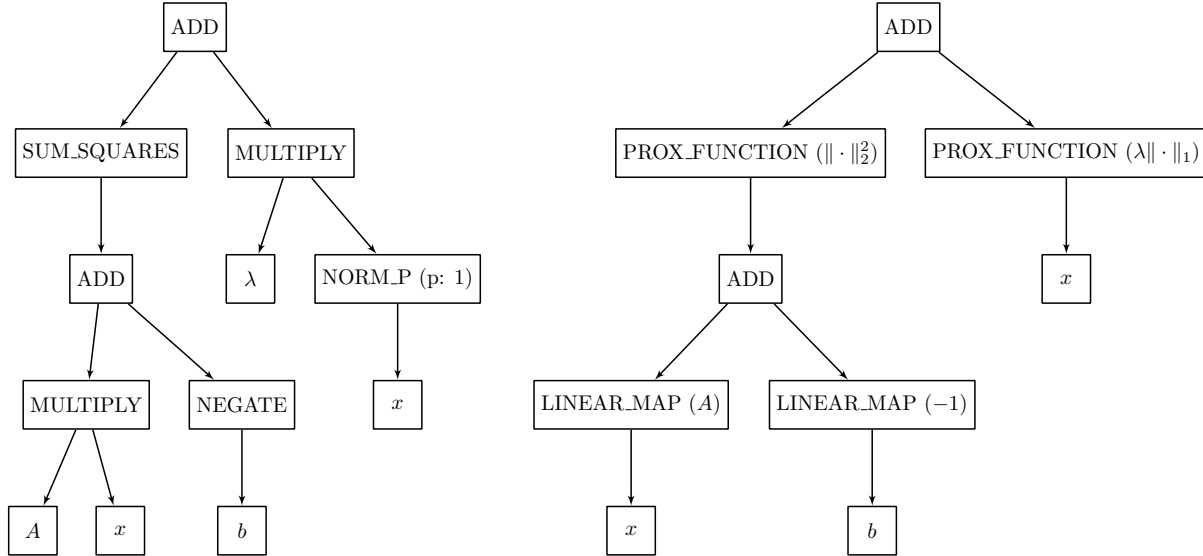 ADD
ADD
SUM_SQUARES
MULTIPLY
PROX_FUNCTION (‖ · ‖₂²)
PROX_FUNCTION (λ‖ · ‖₁)
ADD
λ
NORM_P (p: 1)
ADD
x
MULTIPLY
NEGATE
x
LINEAR_MAP (A)
LINEAR_MAP (−1)
A
x
b
x
b